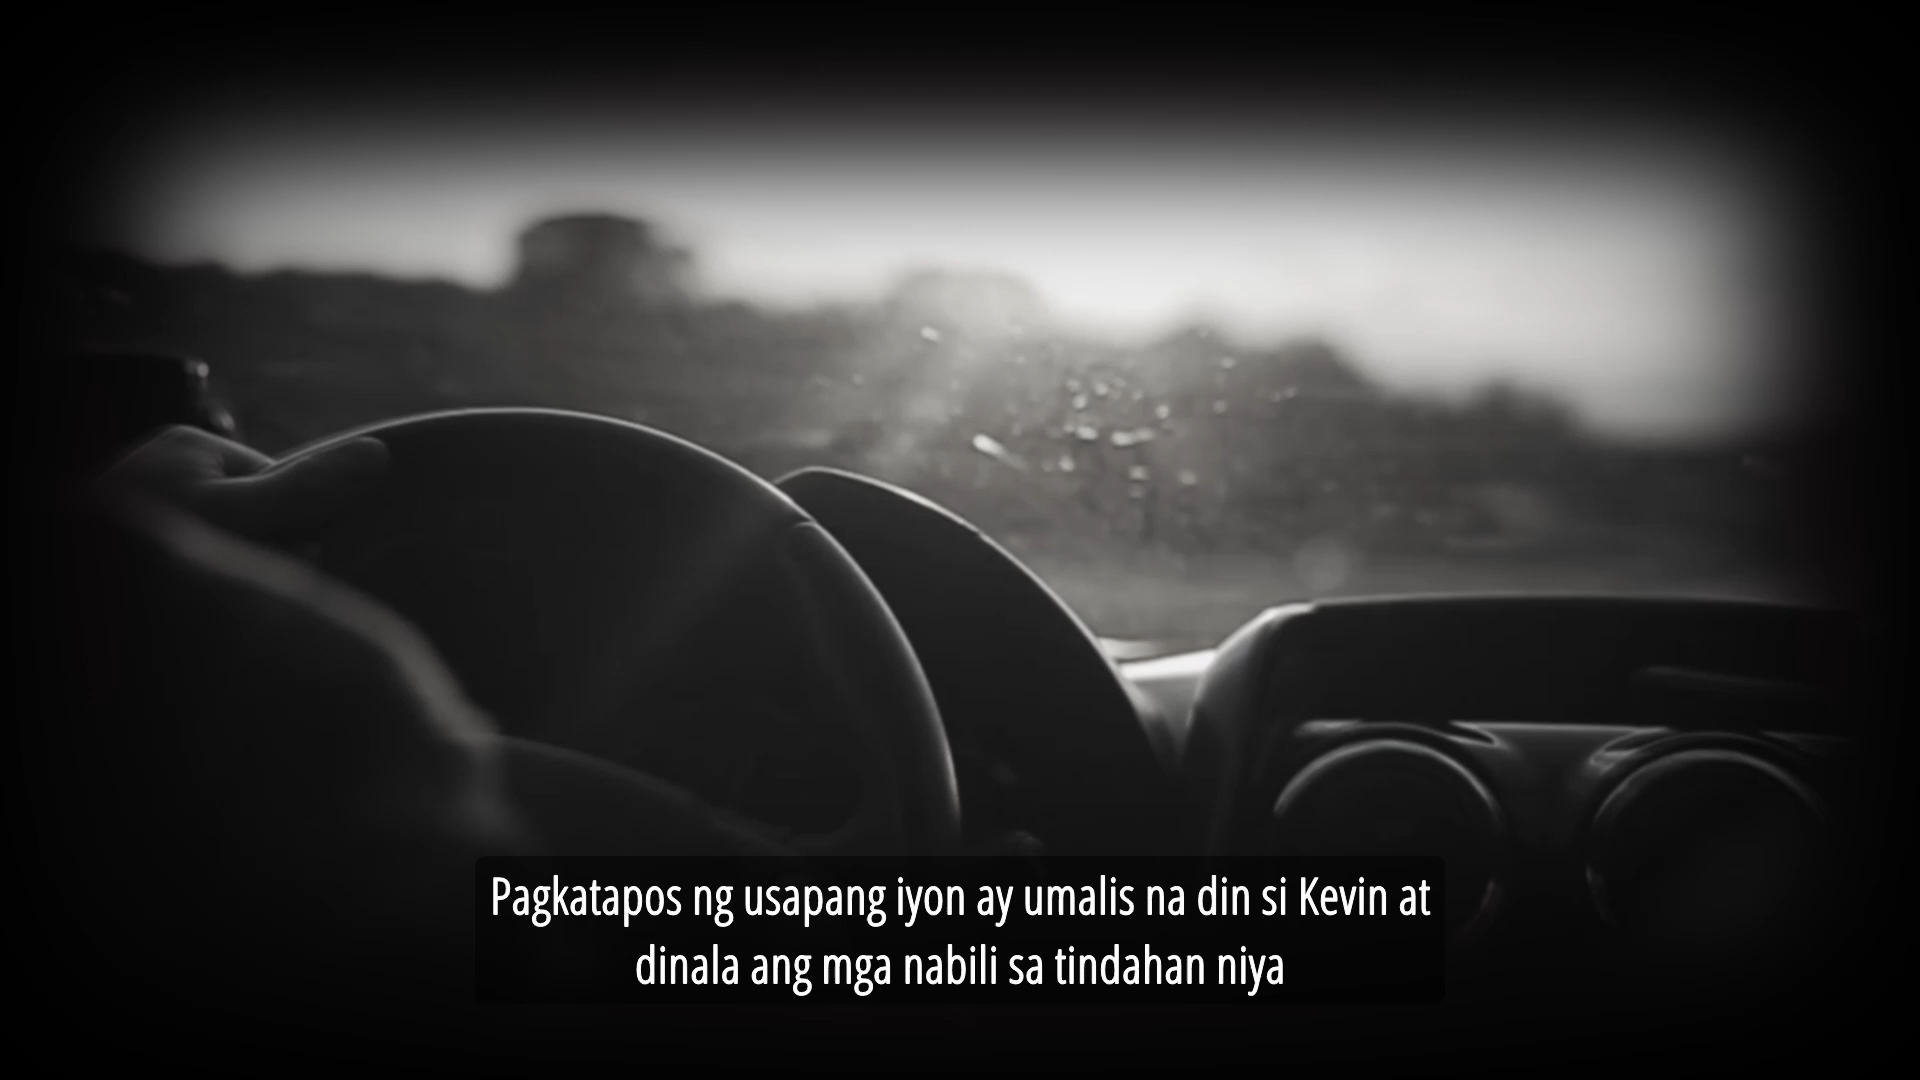 Pagkatapos ng usapang iyon ay umalis na din si Kevin at
dinala ang mga nabili sa tindahan niya